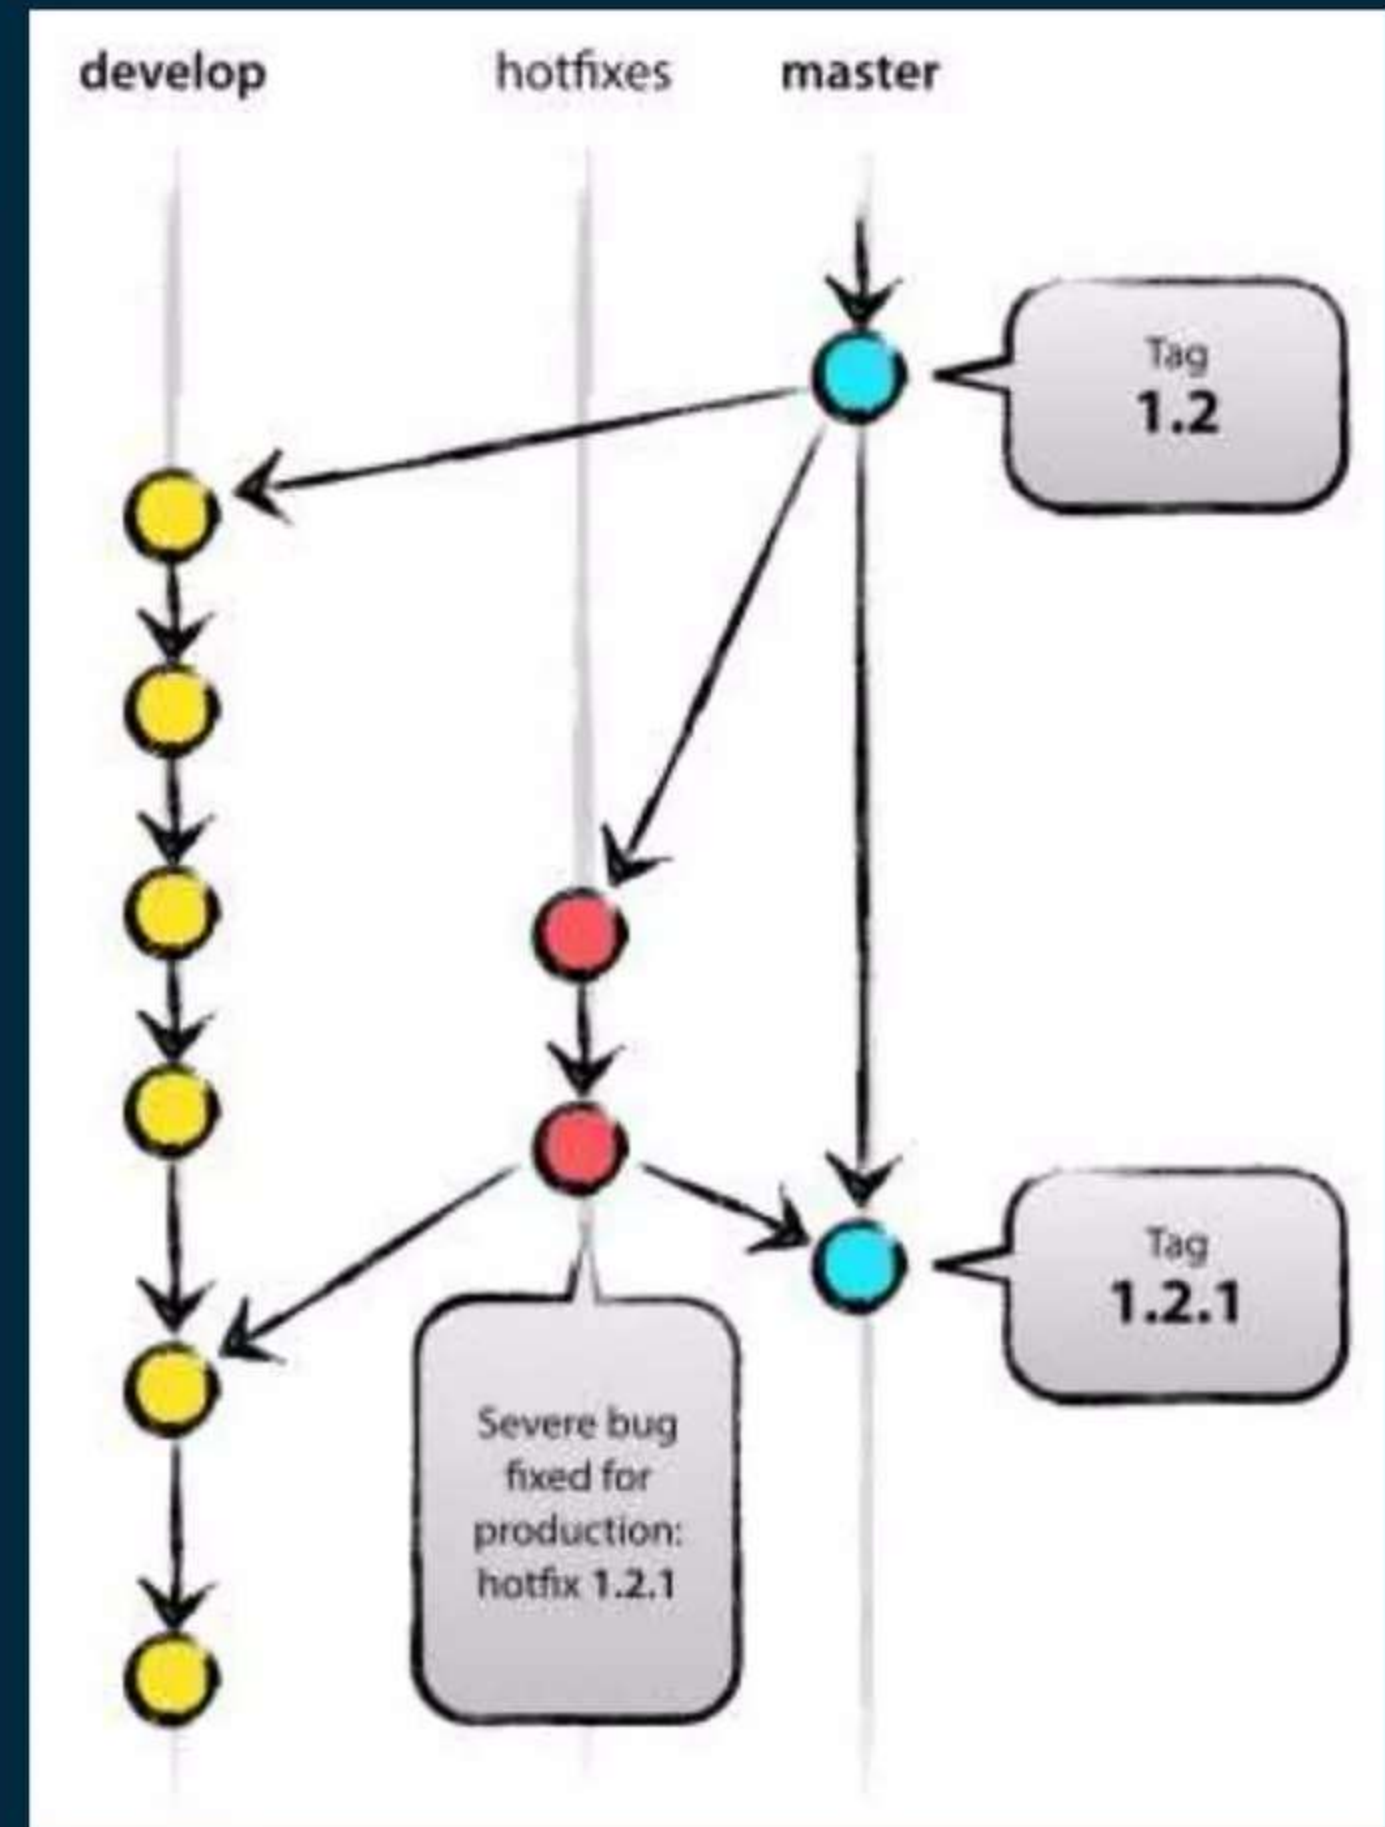 develop
hotfixes
master
Tag
1.2
Tag
1.2.1
Severe bug
fixed for
production:
hotfix 1.2.1